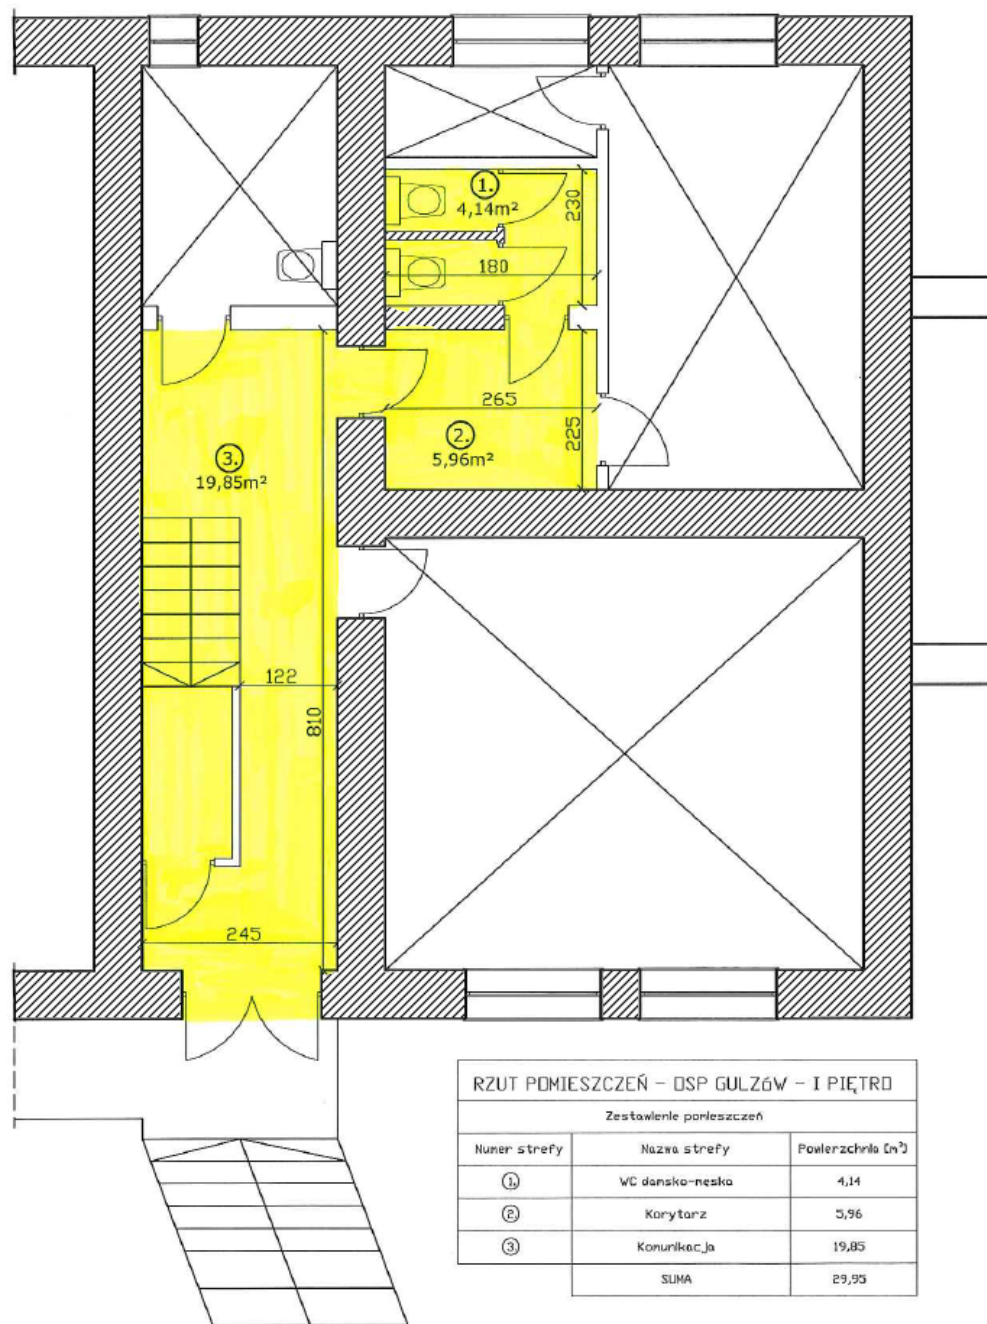 1.
4,14m²
230
180
265
2.
5,96m²
225
3.
19,85m²
122
810
245
RZUT POMIESZCZEŃ - OSP GULZóW - I PIĘTRO
Zestawienie pomieszczeń
Numer strefy Nazwa strefy Powierzchnia [m²]
1. WC damsko-męska 4,14
2. Korytarz 5,96
3. Komunikacja 19,85
SUMA 29,95